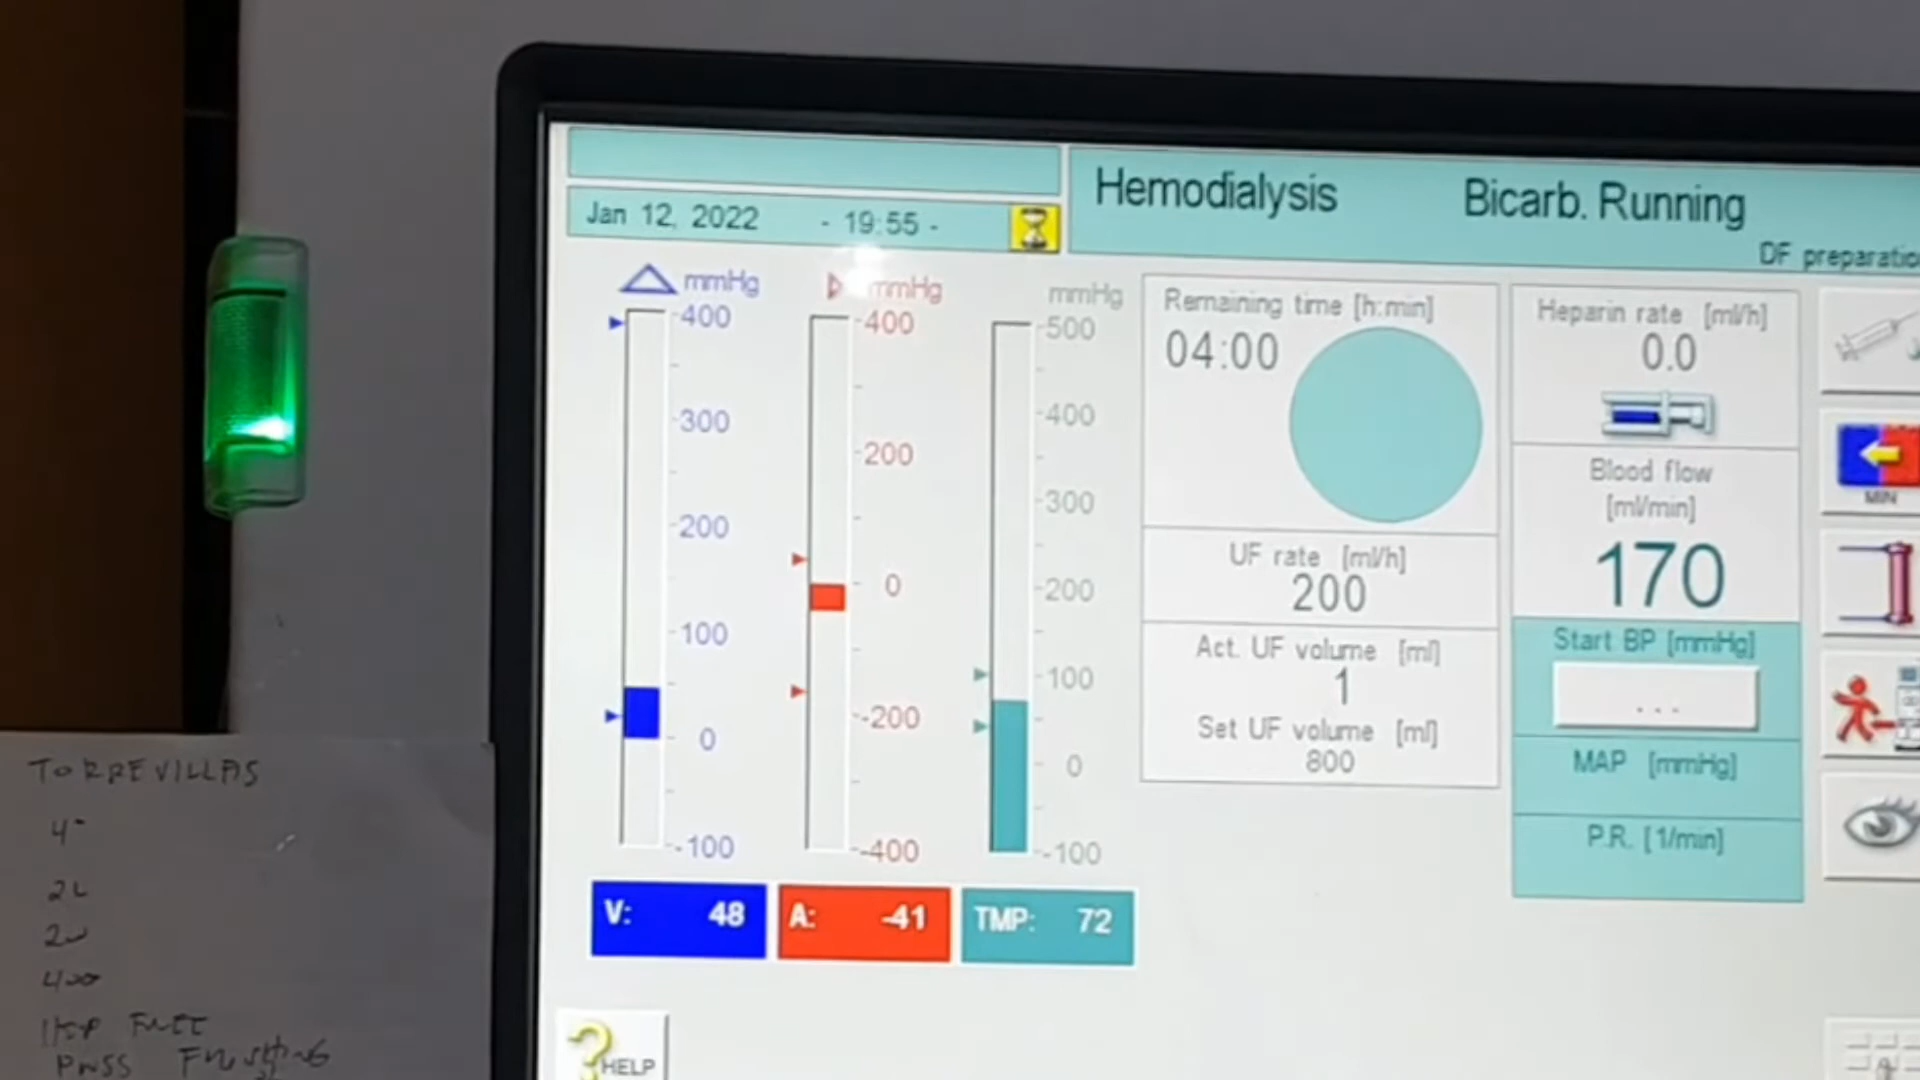 Hemodialysis Bicarb. Running
Jan 12, 2022 - 19:55 -
DF preparatio
mmHg mmHg mmHg
400
300
200
100
0
-100
400
200
0
-200
-400
500
400
300
200
100
0
-100
V: 48
A: -41
TMP: 72
Remaining time [h:min]
04:00
UF rate [ml/h]
200
Act. UF volume [ml]
1
Set UF volume [ml]
800
Heparin rate [ml/h]
0.0
Blood flow
[ml/min]
170
Start BP [mmHg]
...
MAP [mmHg]
P.R. [1/min]
MIN
HELP
TORREVILLAS
4-
2L
400
FREE
PNSS FLUSHING